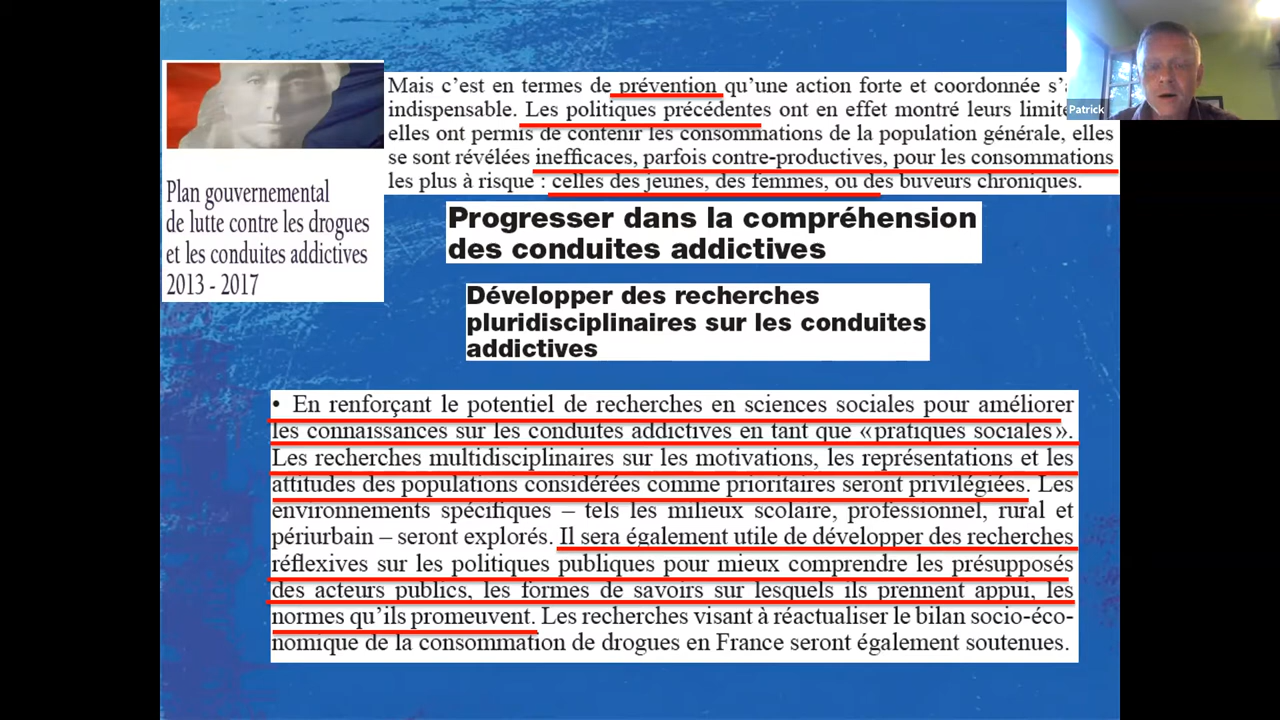 Mais c’est en termes de prévention qu’une action forte et coordonnée s’
indispensable. Les politiques précédentes ont en effet montré leurs
elles ont permis de contenir les consommations de la population générale, elles
se sont révélées inefficaces, parfois contre-productives, pour les consommations
les plus à risque : celles des jeunes, des femmes, ou des buveurs chroniques.
Patrick
Plan gouvernemental
de lutte contre les drogues
et les conduites addictives
2013 - 2017
Progresser dans la compréhension
des conduites addictives
Développer des recherches
pluridisciplinaires sur les conduites
addictives
• En renforçant le potentiel de recherches en sciences sociales pour améliorer
les connaissances sur les conduites addictives en tant que « pratiques sociales ».
Les recherches multidisciplinaires sur les motivations, les représentations et les
attitudes des populations considérées comme prioritaires seront privilégiées. Les
environnements spécifiques – tels les milieux scolaire, professionnel, rural et
périurbain – seront explorés. Il sera également utile de développer des recherches
réflexives sur les politiques publiques pour mieux comprendre les présupposés
des acteurs publics, les formes de savoirs sur lesquels ils prennent appui, les
normes qu’ils promeuvent. Les recherches visant à réactualiser le bilan socio-éco-
nomique de la consommation de drogues en France seront également soutenues.